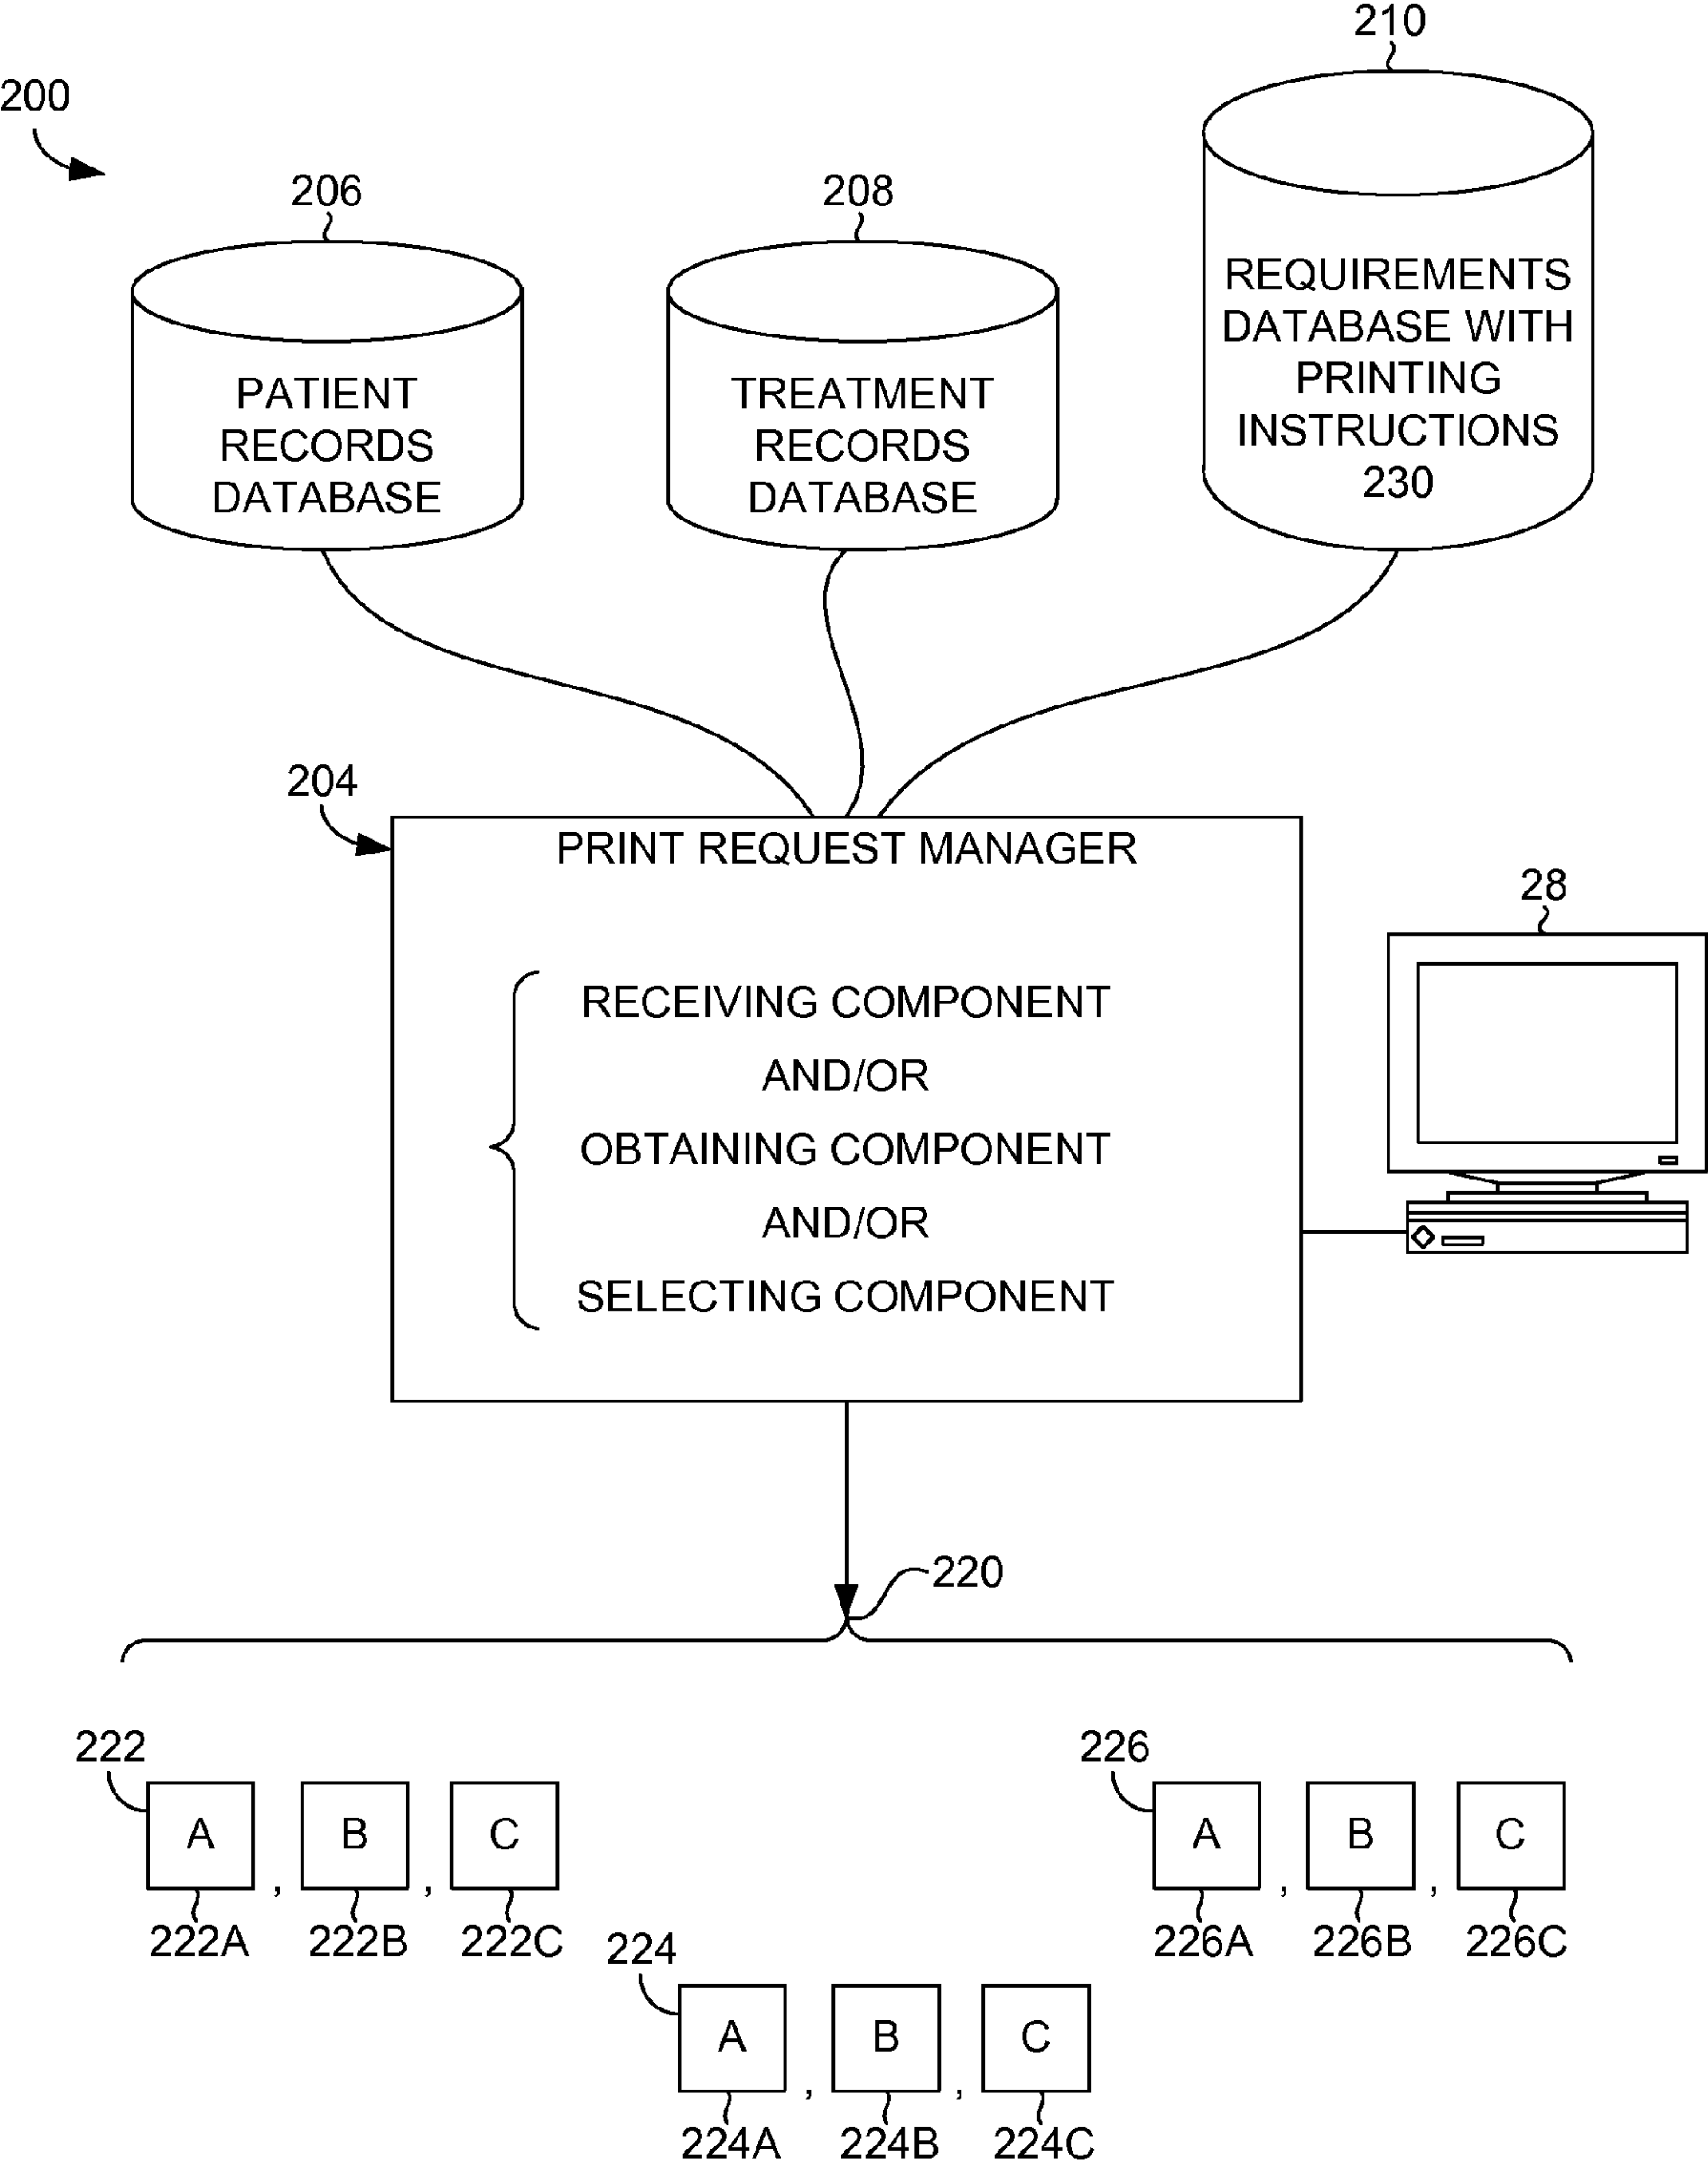 210
200
206
208
REQUIREMENTS
DATABASE WITH
PRINTING
INSTRUCTIONS
230
PATIENT
RECORDS
DATABASE
TREATMENT
RECORDS
DATABASE
204
PRINT REQUEST MANAGER
28
RECEIVING COMPONENT
AND/OR
OBTAINING COMPONENT
AND/OR
SELECTING COMPONENT
220
222
226
A , B , C
A , B , C
222A 222B 222C
226A 226B 226C
224
A , B , C
224A 224B 224C